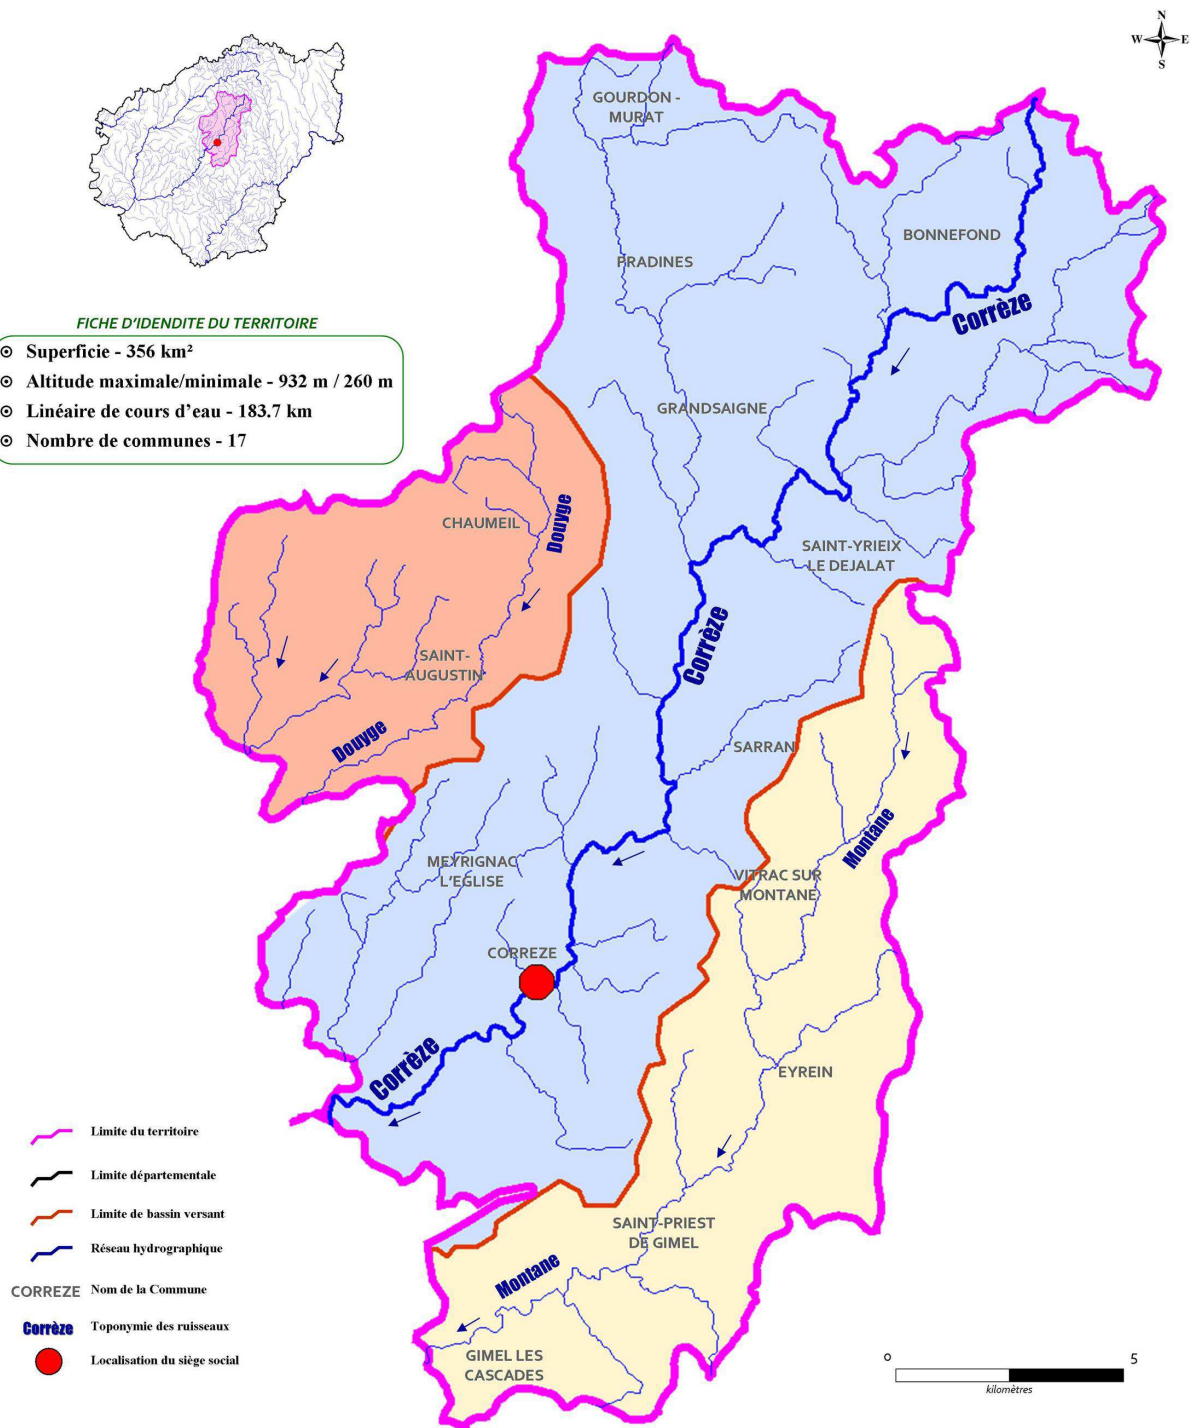 N
W E
S
GOURDON -
MURAT
BONNEFOND
PRADINES
Corrèze
FICHE D'IDENDITE DU TERRITOIRE
Superficie - 356 km²
Altitude maximale/minimale - 932 m / 260 m
Linéaire de cours d'eau - 183.7 km
Nombre de communes - 17
GRANDSAIGNE
CHAUMEIL
Douyge
SAINT-YRIEIX
LE DEJALAT
Corrèze
SAINT-
AUGUSTIN
Douyge
SARRAN
Montane
MEYRIGNAC
L'EGLISE
VITRAC SUR
MONTANE
CORREZE
Corrèze
EYREIN
SAINT-PRIEST
DE GIMEL
Montane
GIMEL LES
CASCADES
Limite du territoire
Limite départementale
Limite de bassin versant
Réseau hydrographique
CORREZE Nom de la Commune
Corrèze Toponymie des ruisseaux
Localisation du siège social
0 5
kilomètres